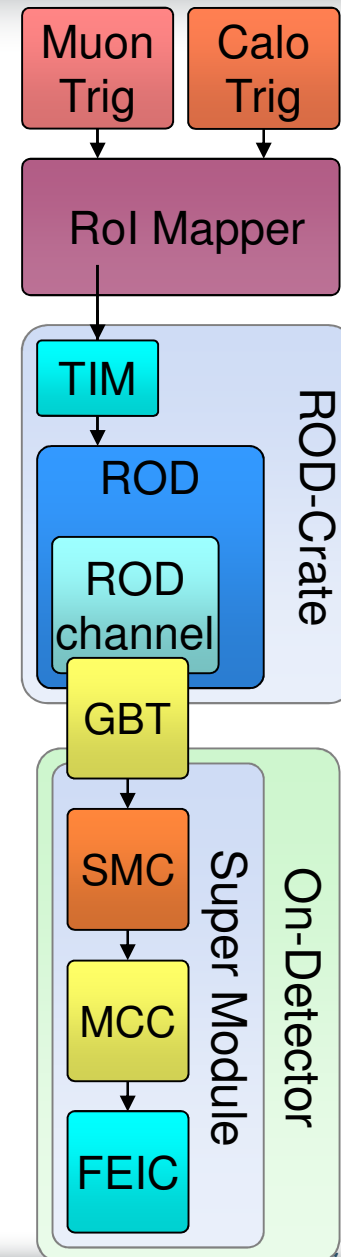 Muon
Trig
Calo
Trig
RoI Mapper
TIM
ROD-Crate
ROD
ROD
channel
GBT
SMC
Super Module
On-Detector
MCC
FEIC